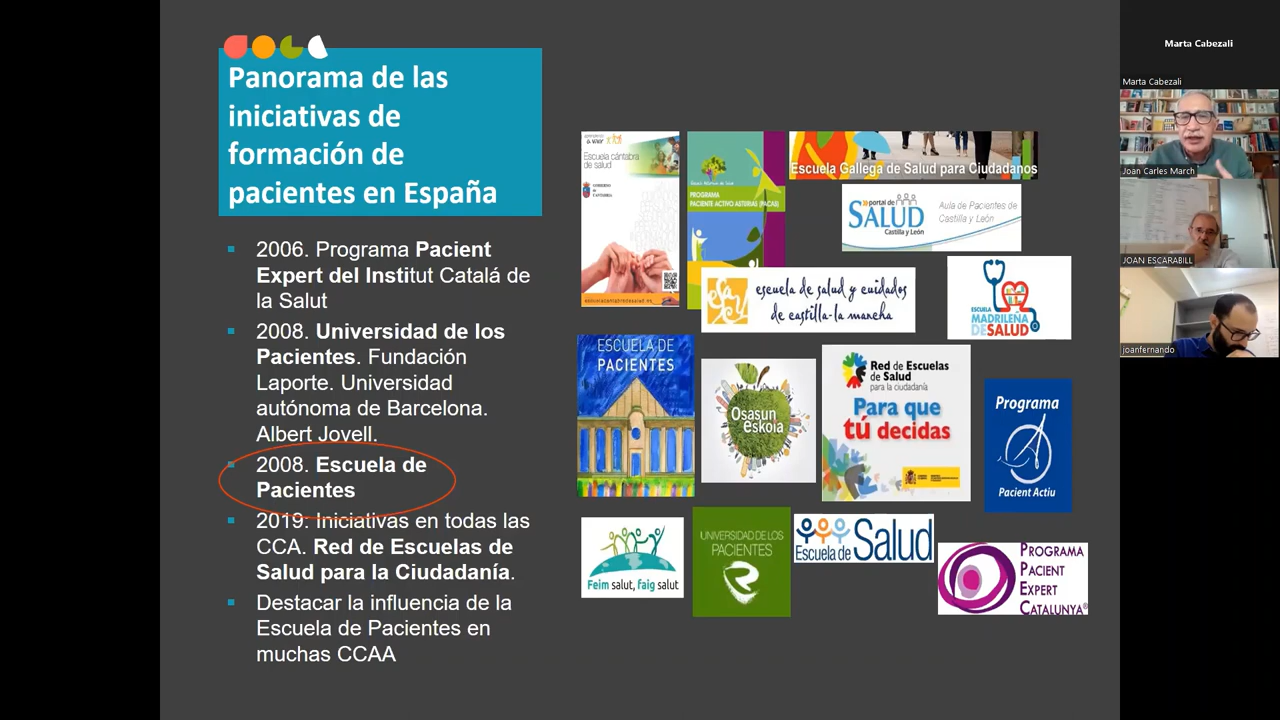 Panorama de las
iniciativas de
formación de
pacientes en España
2006. Programa Pacient
Expert del Institut Catalá de
la Salut
2008. Universidad de los
Pacientes. Fundación
Laporte. Universidad
autónoma de Barcelona.
Albert Jovell.
2008. Escuela de
Pacientes
2019: Iniciativas en todas las
CCA. Red de Escuelas de
Salud para la Ciudadanía.
Destacar la influencia de la
Escuela de Pacientes en
muchas CCAA
Escuela cántabra
de salud
PROGRAMA
PACIENTE ACTIVO ASTURIAS (PACAS)
Escuela Gallega de Salud para Ciudadanos
portal de
SALUD
Castilla y León
Aula de Pacientes de
Castilla y León
escuela de salud y cuidados
de castilla-la mancha
ESCUELA
MADRILEÑA
DE SALUD
ESCUELA DE
PACIENTES
Osasun
eskola
Red de Escuelas
de Salud
para la ciudadanía
Para que
tú decidas
Programa
Pacient Actiu
Feim salut, faig salut
UNIVERSIDAD DE LOS
PACIENTES
Escuela de Salud
PROGRAMA
PACIENT
EXPERT
CATALUNYA®
Marta Cabezali
Marta Cabezali
Joan Carles March
JOAN ESCARABILL
joanfernando